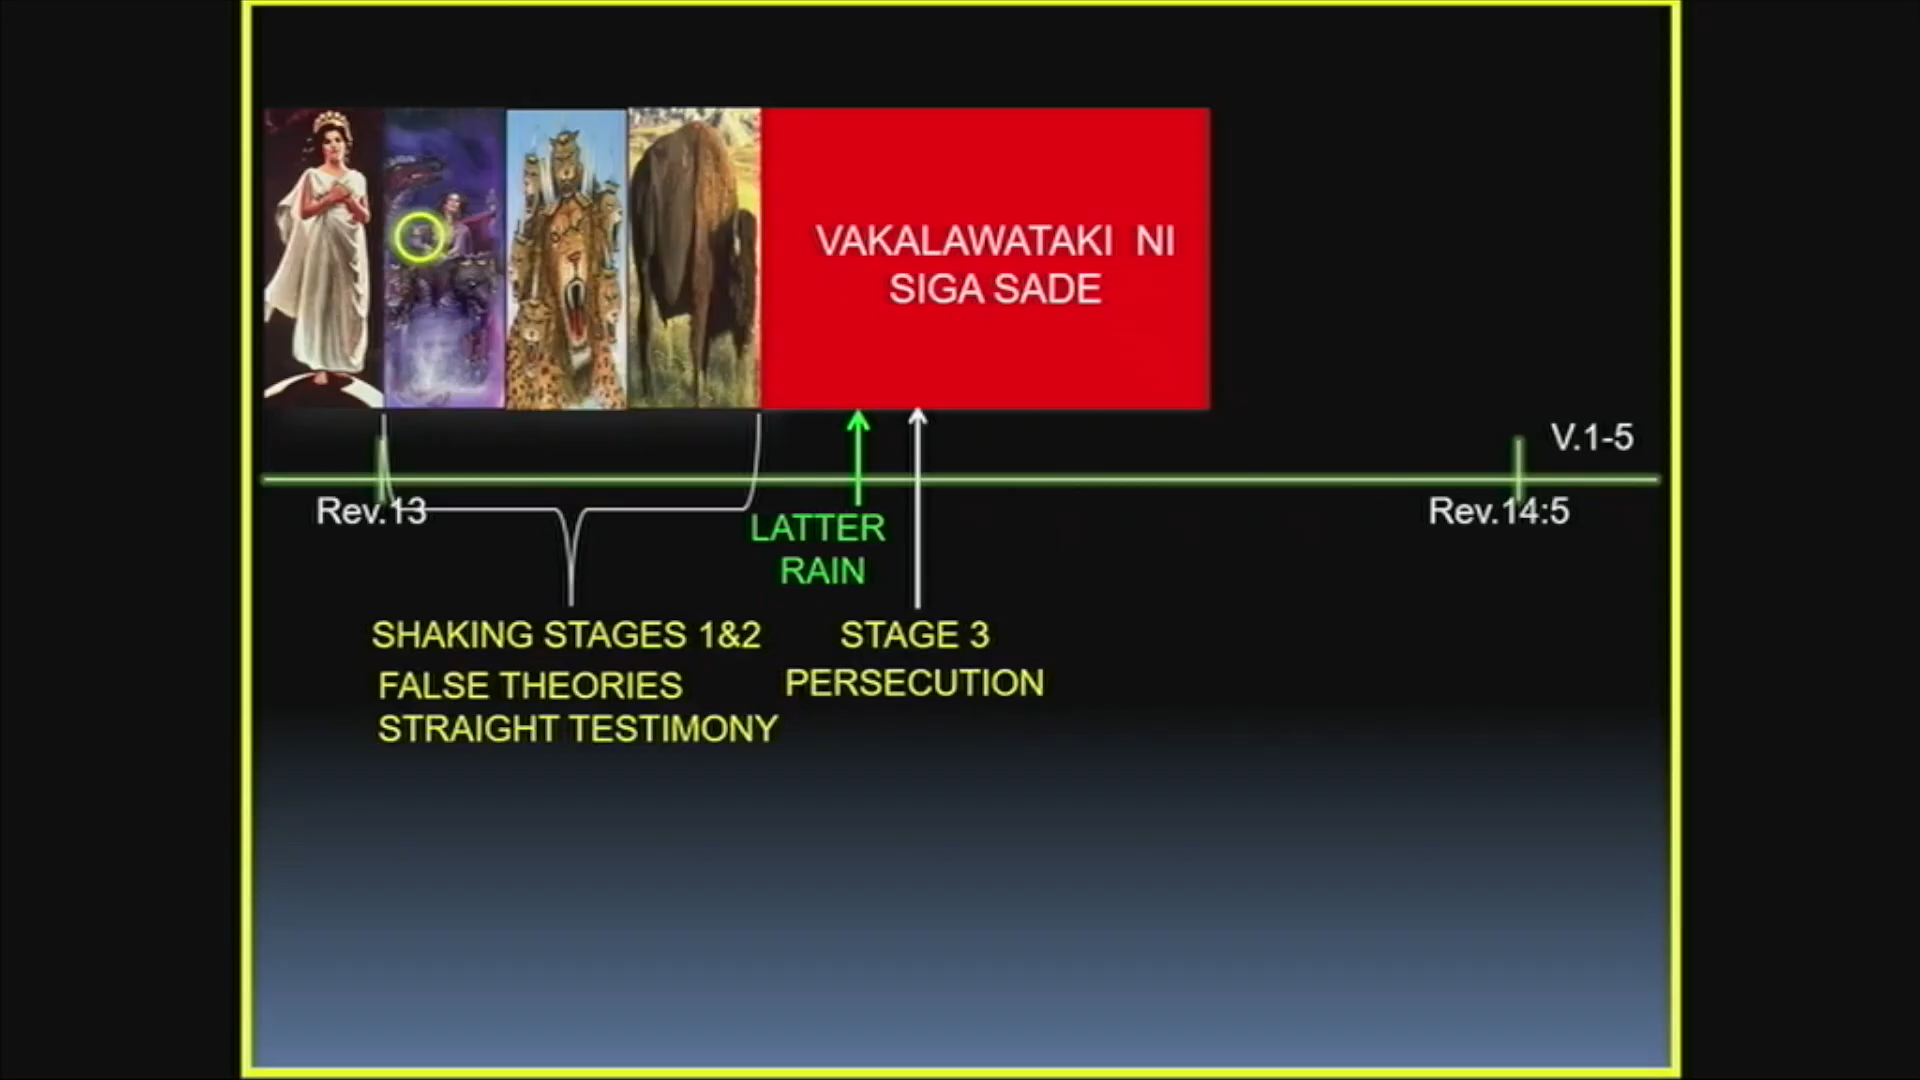 VAKALAWATAKI NI
SIGA SADE
V.1-5
Rev.13
Rev.14:5
LATTER
RAIN
SHAKING STAGES 1&2
FALSE THEORIES
STRAIGHT TESTIMONY
STAGE 3
PERSECUTION